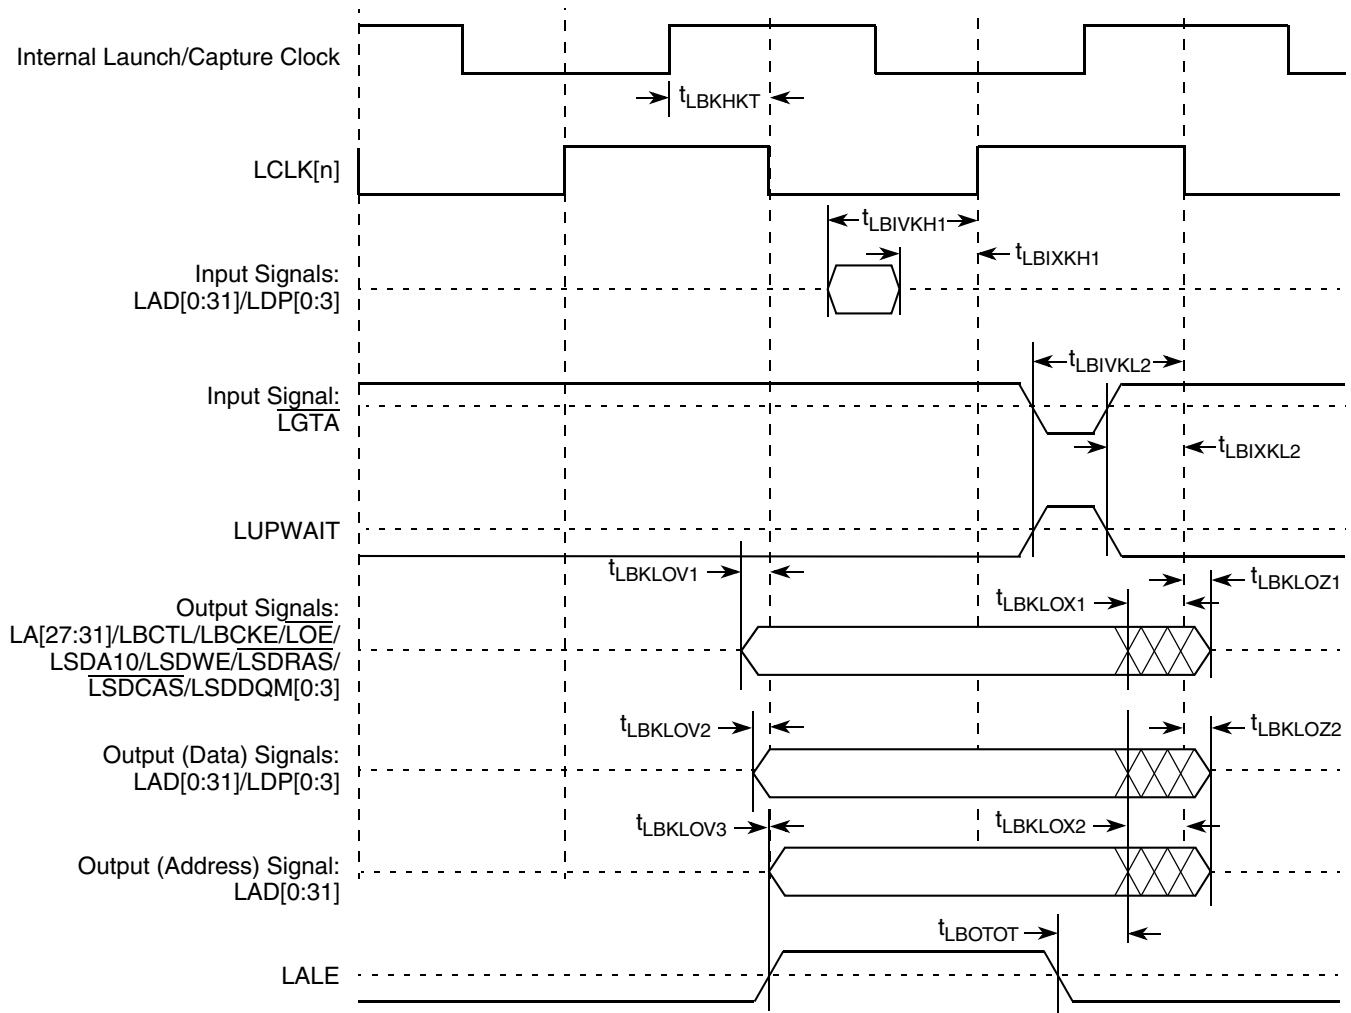 Internal Launch/Capture Clock
tLBKHKT
LCLK[n]
tLBIVKH1
tLBIXKH1
Input Signals:
LAD[0:31]/LDP[0:3]
tLBIVKL2
Input Signal:
LGTA
tLBIXKL2
LUPWAIT
tLBKLOV1
tLBKLOZ1
tLBKLOX1
Output Signals:
LA[27:31]/LBCTL/LBCKE/LOE/
LSDA10/LSDWE/LSDRAS/
LSDCAS/LSDDQM[0:3]
tLBKLOV2
tLBKLOZ2
Output (Data) Signals:
LAD[0:31]/LDP[0:3]
tLBKLOV3
tLBKLOX2
Output (Address) Signal:
LAD[0:31]
tLBOTOT
LALE